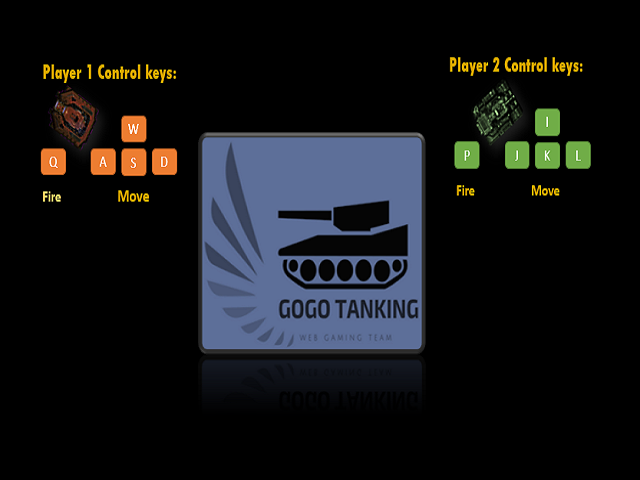 Player 1 Control keys:
W
Q A S D
Fire Move
Player 2 Control keys:
I
P J K L
Fire Move
GOGO TANKING
WEB GAMING TEAM